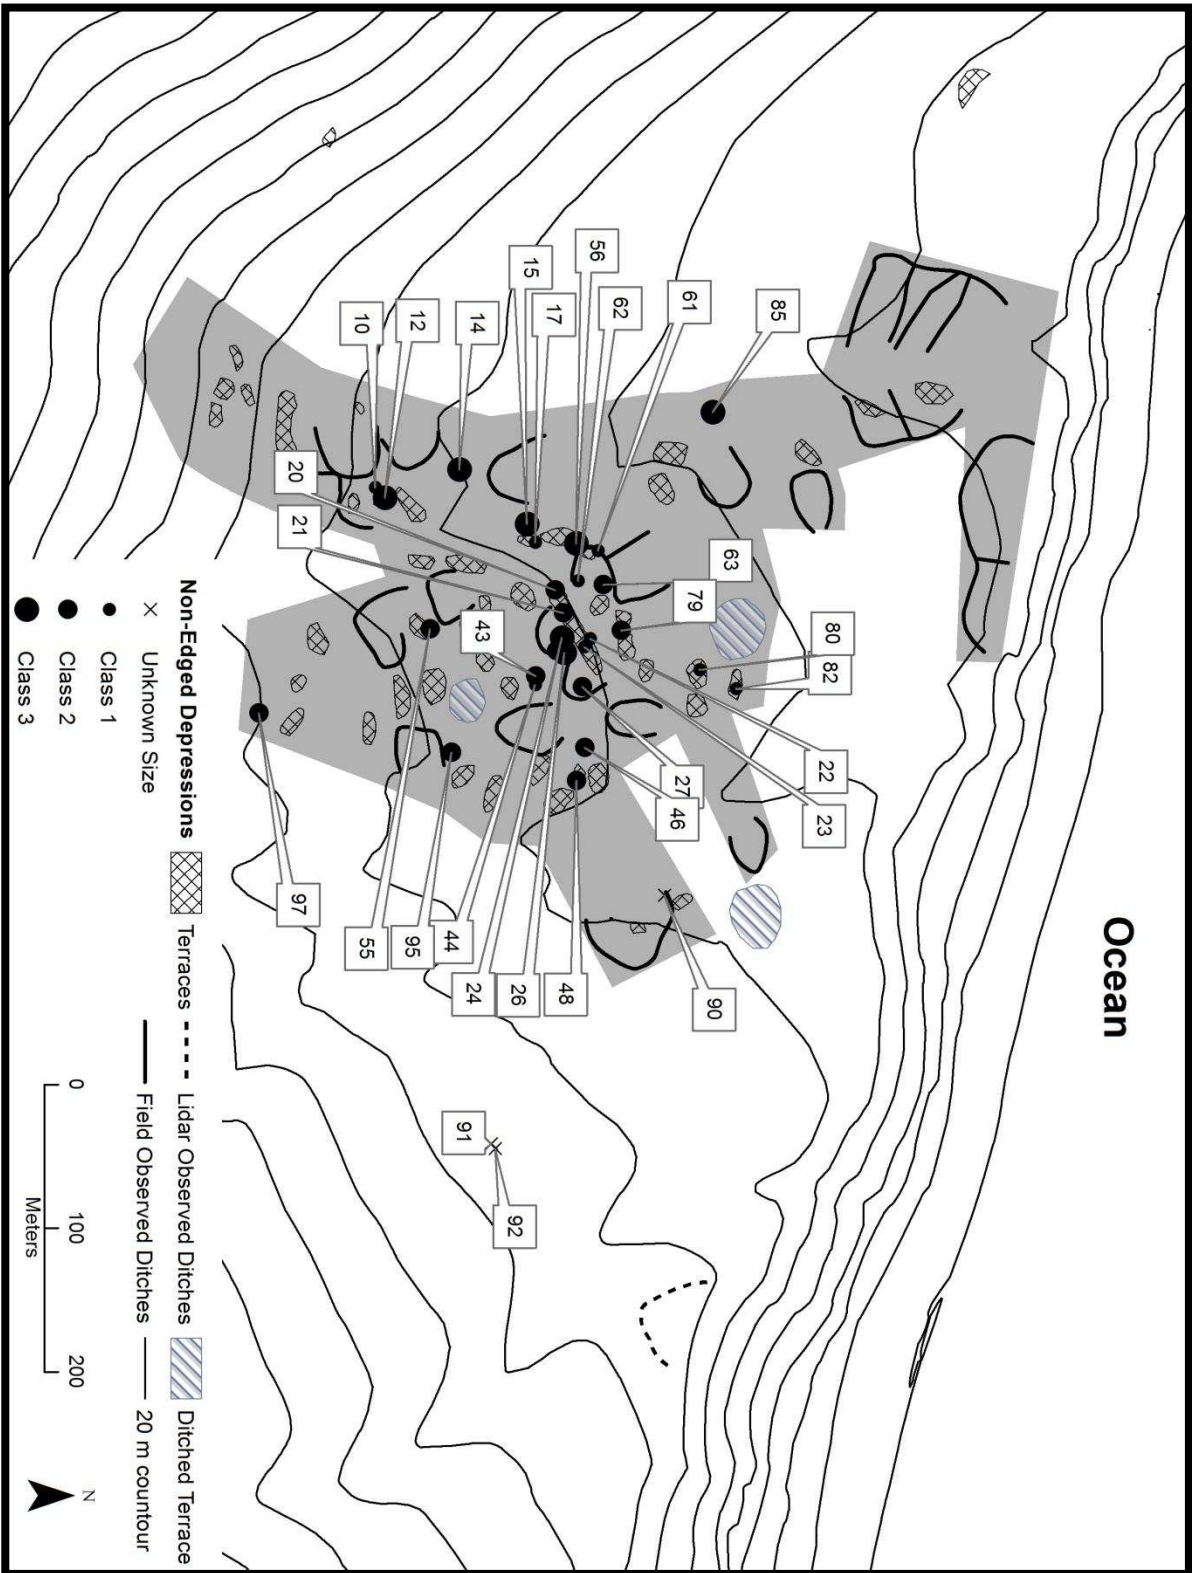 Ocean
85
61
62
56
17
15
14
12
10
20
21
63
79
80
82
43
22
23
27
46
90
48
26
24
44
95
55
97
91
92
Non-Edged Depressions
× Unknown Size
Class 1
Class 2
Class 3
Terraces
Lidar Observed Ditches
Field Observed Ditches
Ditched Terrace
20 m countour
0 100 200
Meters
N